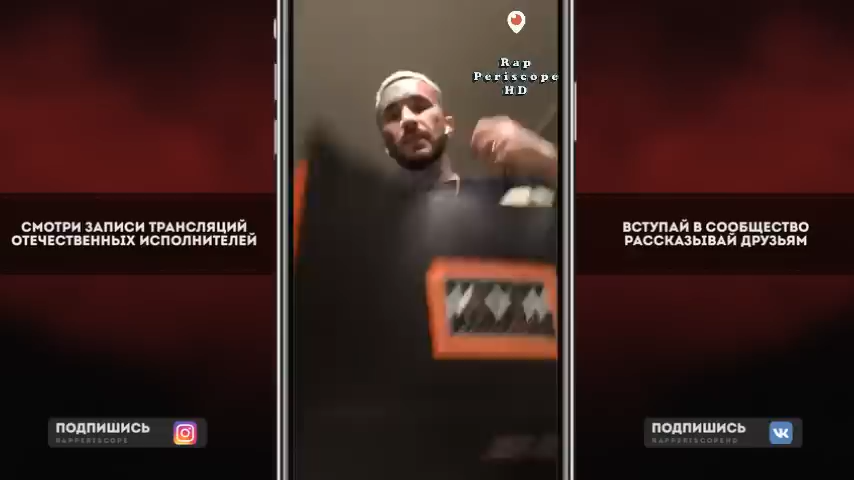 Rap
Periscope
HD
СМОТРИ ЗАПИСИ ТРАНСЛЯЦИЙ
ОТЕЧЕСТВЕННЫХ ИСПОЛНИТЕЛЕЙ
ВСТУПАЙ В СООБЩЕСТВО
РАССКАЗЫВАЙ ДРУЗЬЯМ
ПОДПИШИСЬ
RAPPERISCOPE
ПОДПИШИСЬ
RAPPERISCOPEHD